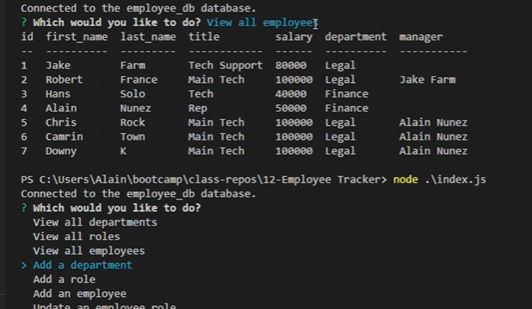 Connected to the employee_db database.
? Which would you like to do? View all employees
id first_name last_name title salary department manager
-- ---------- --------- ------------ ------ ---------- -----------
1 Jake Farm Tech Support 80000 Legal
2 Robert France Main Tech 100000 Legal Jake Farm
3 Hans Solo Tech 40000 Finance
4 Alain Nunez Rep 50000 Finance
5 Chris Rock Main Tech 100000 Legal Alain Nunez
6 Camrin Town Main Tech 100000 Legal Alain Nunez
7 Downy K Main Tech 100000 Legal Alain Nunez
PS C:\Users\Alain\bootcamp\class-repos\12-Employee Tracker> node .\index.js
Connected to the employee_db database.
? Which would you like to do?
View all departments
View all roles
View all employees
> Add a department
Add a role
Add an employee
Update an employee role